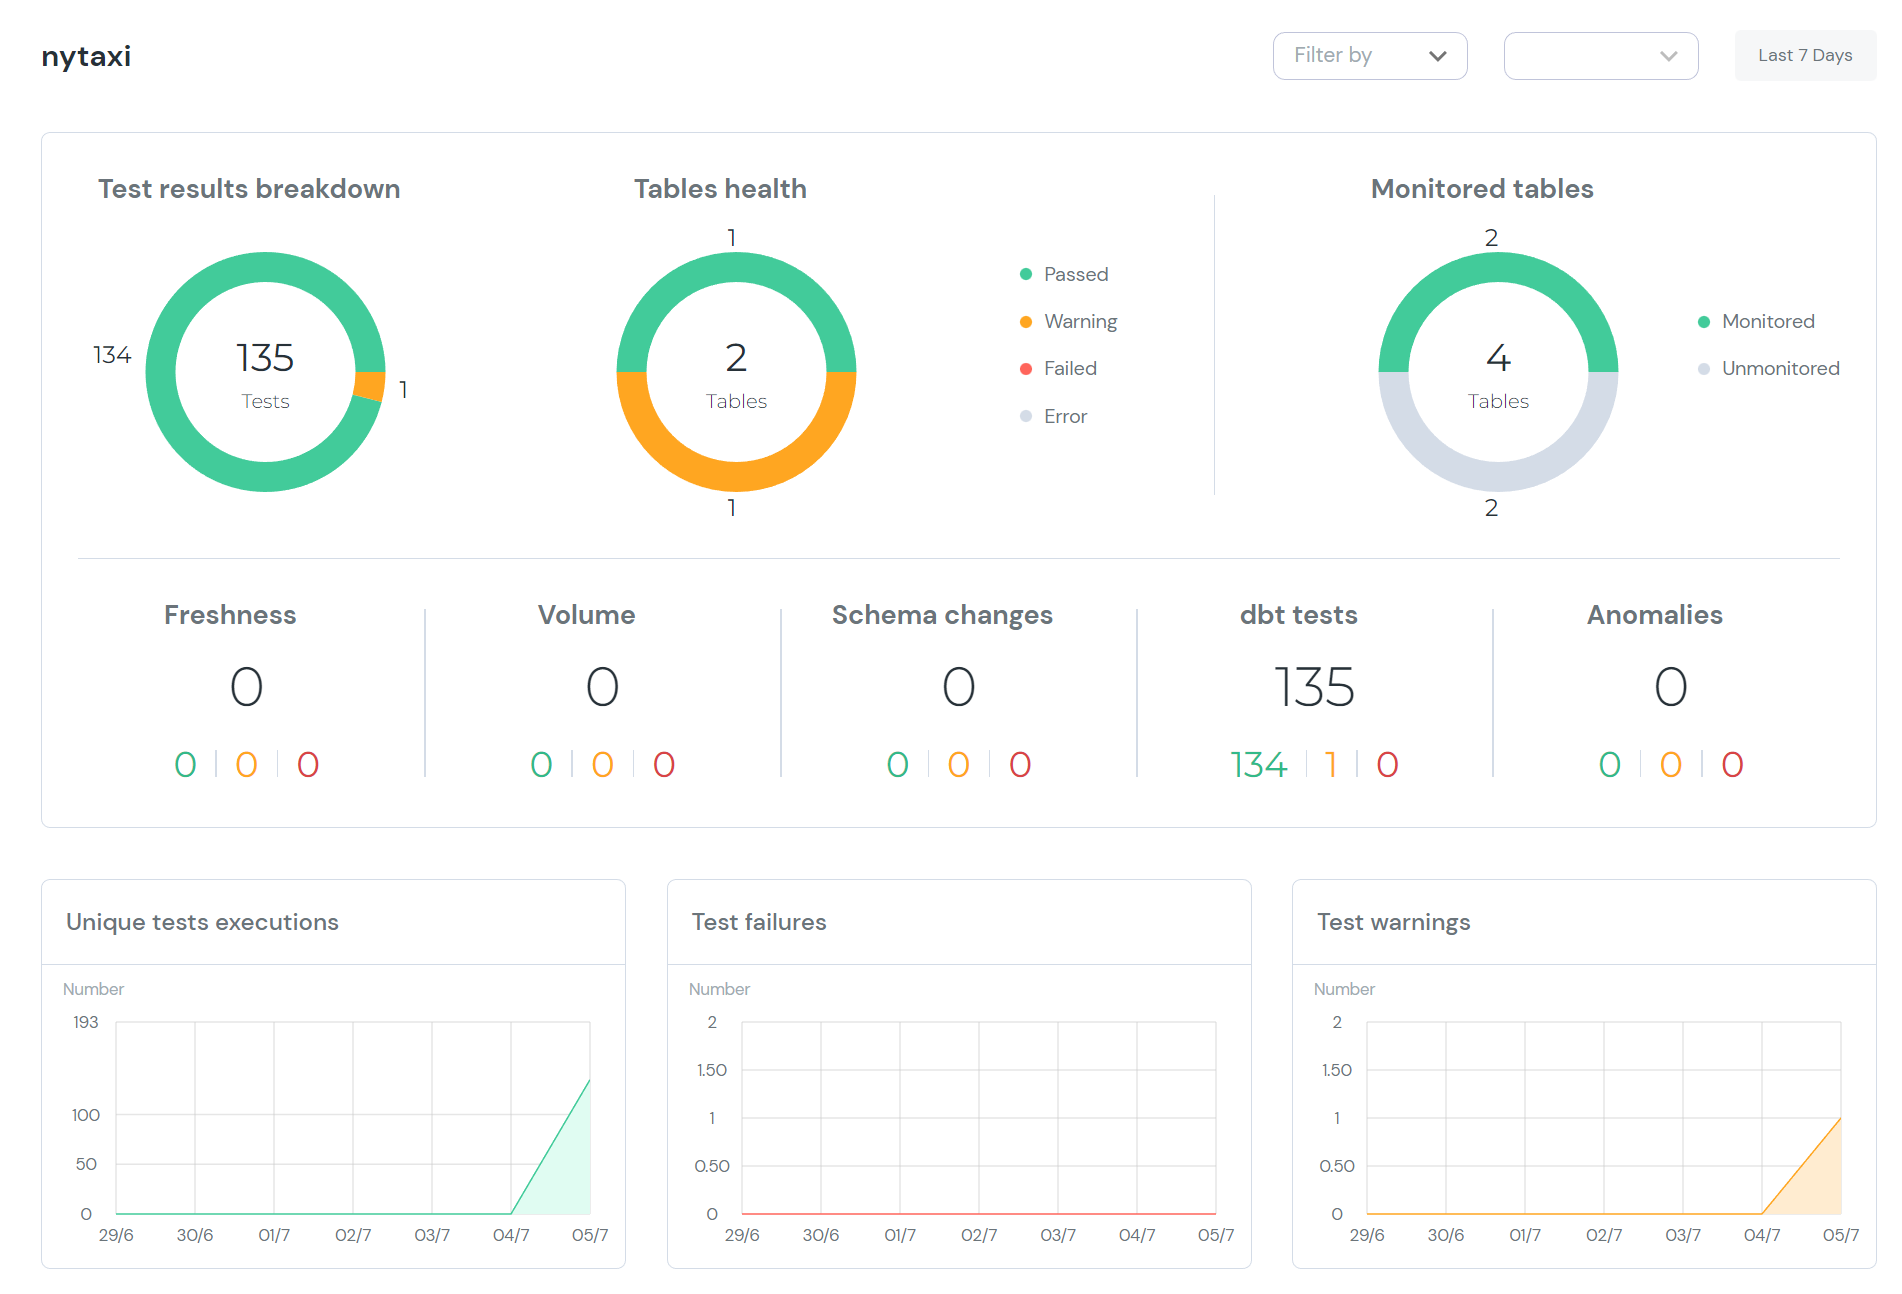 nytaxi
Filter by
Last 7 Days
Test results breakdown
134
135
Tests
1
Tables health
1
2
Tables
1
Passed
Warning
Failed
Error
Monitored tables
2
4
Tables
2
Monitored
Unmonitored
Freshness
0
0 0 0
Volume
0
0 0 0
Schema changes
0
0 0 0
dbt tests
135
134 1 0
Anomalies
0
0 0 0
Unique tests executions
Number
193
100
50
0
29/6 30/6 01/7 02/7 03/7 04/7 05/7
Test failures
Number
2
1.50
1
0.50
0
29/6 30/6 01/7 02/7 03/7 04/7 05/7
Test warnings
Number
2
1.50
1
0.50
0
29/6 30/6 01/7 02/7 03/7 04/7 05/7